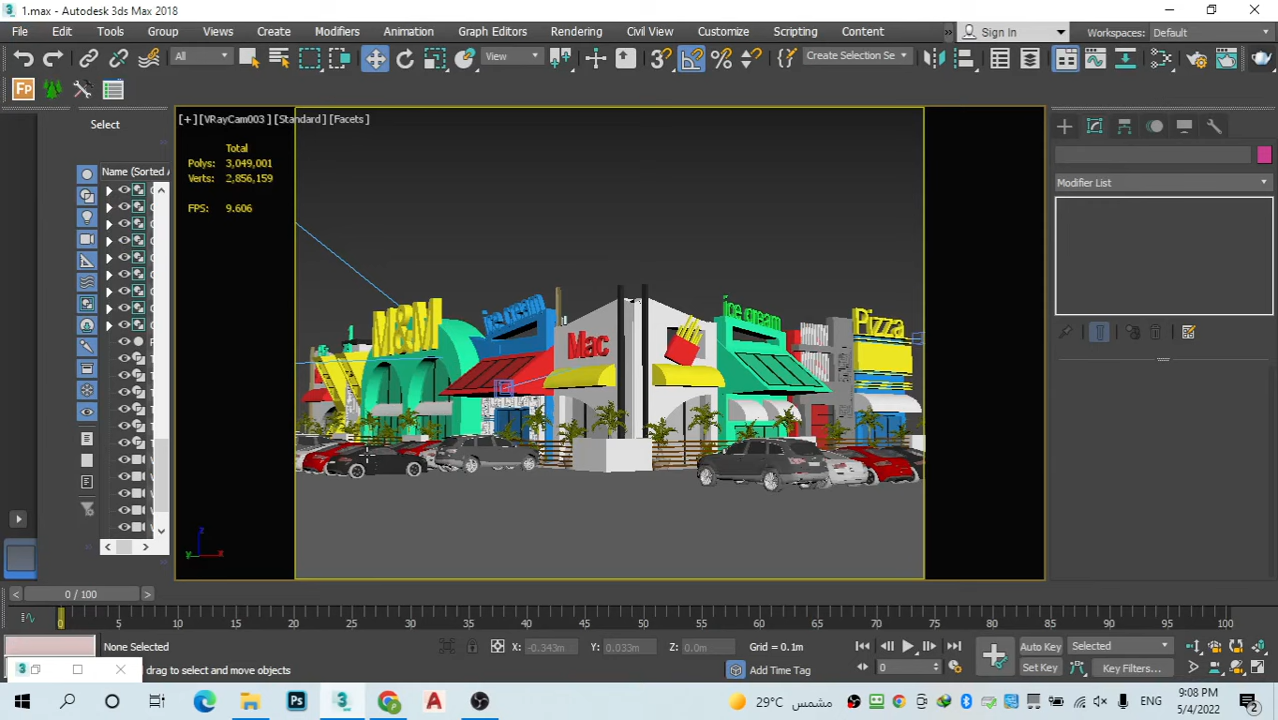 1.max - Autodesk 3ds Max 2018
File Edit Tools Group Views Create Modifiers Animation Graph Editors Rendering Civil View Customize Scripting Content » Sign In Workspaces: Default
All View Create Selection Se
Fp
Select
[+][VRayCam003][Standard][Facets]
Name (Sorted A
Modifier List
Total
Polys: 3,049,001
Verts: 2,856,159
FPS: 9.606
M&M ice cream Mac ice cream Pizza
z
y x
< 0 / 100 >
0 5 10 15 20 25 30 35 40 45 50 55 60 65 70 75 80 85 90 95 100
None Selected X: -0.343m Y: 0.033m Z: 0.0m Grid = 0.1m Auto Key Selected
3 drag to select and move objects Add Time Tag 0 Set Key Key Filters...
Ps 3 A 29°C مشمس ENG 9:08 PM
5/4/2022 2